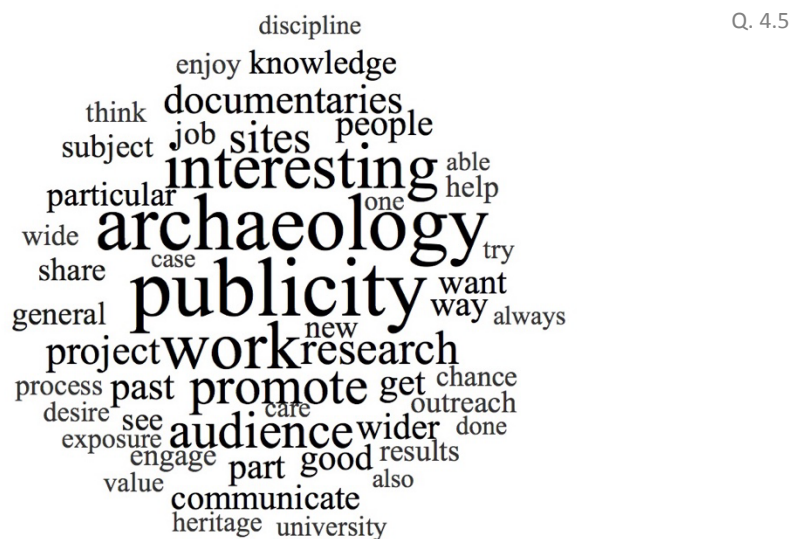 Q. 4.5
discipline
enjoy knowledge
documentaries
think
job sites people
subject
interesting able
particular one help
archaeology
wide case try
share
publicity want
general way always
new
project work research
process past promote get chance
desire see care outreach
exposure audience wider done
engage part good results
value also
communicate
heritage university